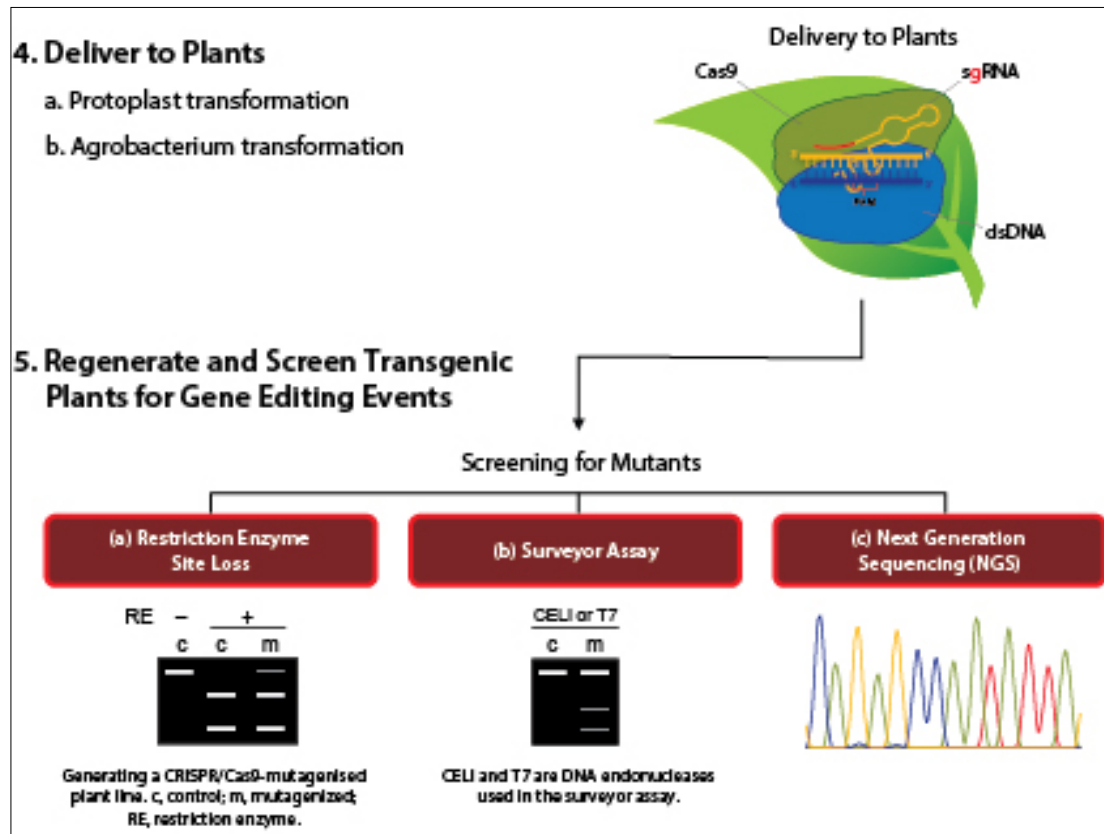 4. Deliver to Plants
a. Protoplast transformation
b. Agrobacterium transformation
Delivery to Plants
Cas9
sgRNA
dsDNA
5. Regenerate and Screen Transgenic
Plants for Gene Editing Events
Screening for Mutants
(a) Restriction Enzyme
Site Loss
(b) Surveyor Assay
(c) Next Generation
Sequencing (NGS)
RE – +
c c m
CELI or T7
c m
Generating a CRISPR/Cas9-mutagenised
plant line. c, control; m, mutagenized;
RE, restriction enzyme.
CELI and T7 are DNA endonucleases
used in the surveyor assay.